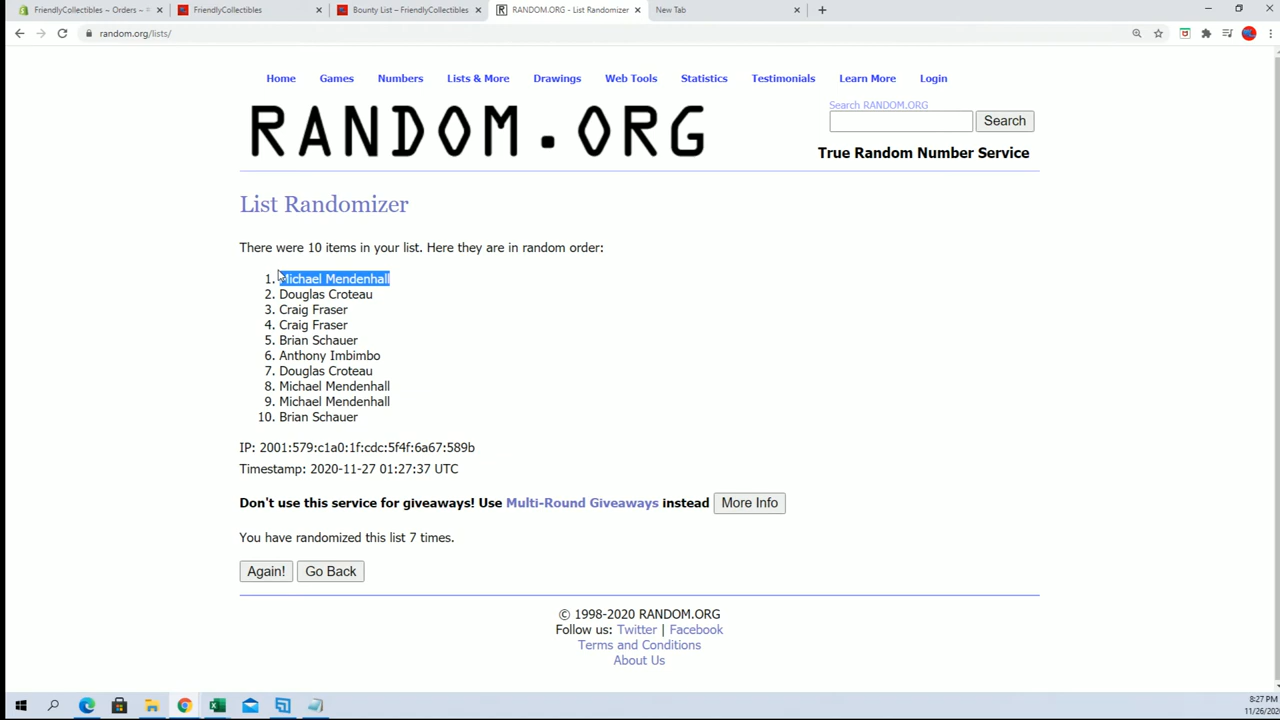 FriendlyCollectibles ~ Orders ~
FriendlyCollectibles
Bounty List – FriendlyCollectibles
RANDOM.ORG - List Randomizer
New Tab
random.org/lists/
Home Games Numbers Lists & More Drawings Web Tools Statistics Testimonials Learn More Login
RANDOM.ORG
Search RANDOM.ORG
Search
True Random Number Service
List Randomizer
There were 10 items in your list. Here they are in random order:
1. Michael Mendenhall
2. Douglas Croteau
3. Craig Fraser
4. Craig Fraser
5. Brian Schauer
6. Anthony Imbimbo
7. Douglas Croteau
8. Michael Mendenhall
9. Michael Mendenhall
10. Brian Schauer
IP: 2001:579:c1a0:1f:cdc:5f4f:6a67:589b
Timestamp: 2020-11-27 01:27:37 UTC
Don't use this service for giveaways! Use Multi-Round Giveaways instead More Info
You have randomized this list 7 times.
Again! Go Back
© 1998-2020 RANDOM.ORG
Follow us: Twitter | Facebook
Terms and Conditions
About Us
8:27 PM
11/26/202